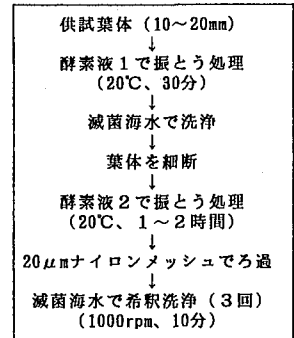 供試葉体(10～20mm)
↓
酵素液1で振とう処理
(20℃、30分)
↓
滅菌海水で洗浄
↓
葉体を細断
↓
酵素液2で振とう処理
(20℃、1～2時間)
↓
20μmナイロンメッシュでろ過
↓
滅菌海水で希釈洗浄(3回)
(1000rpm、10分)